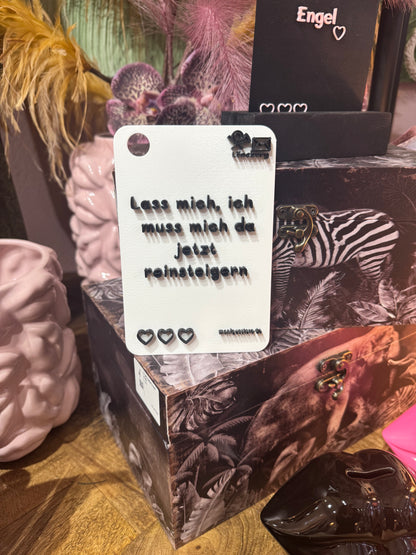 Engel
Lass mich, ich
muss mich da
jetzt
reinsteigern